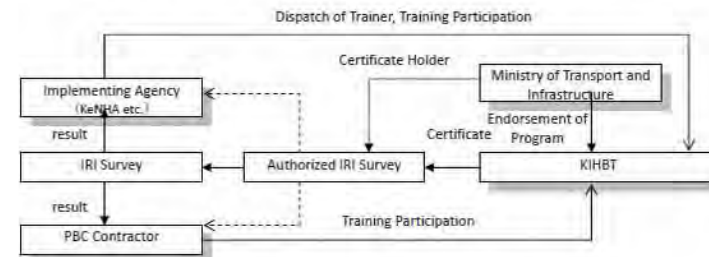 Dispatch of Trainer, Training Participation
Certificate Holder
Ministry of Transport and
Infrastructure
Implementing Agency
(KeNHA etc.)
Endorsement of
Program
result
Certificate
IRI Survey
Authorized IRI Survey
KIHBT
result
Training Participation
PBC Contractor